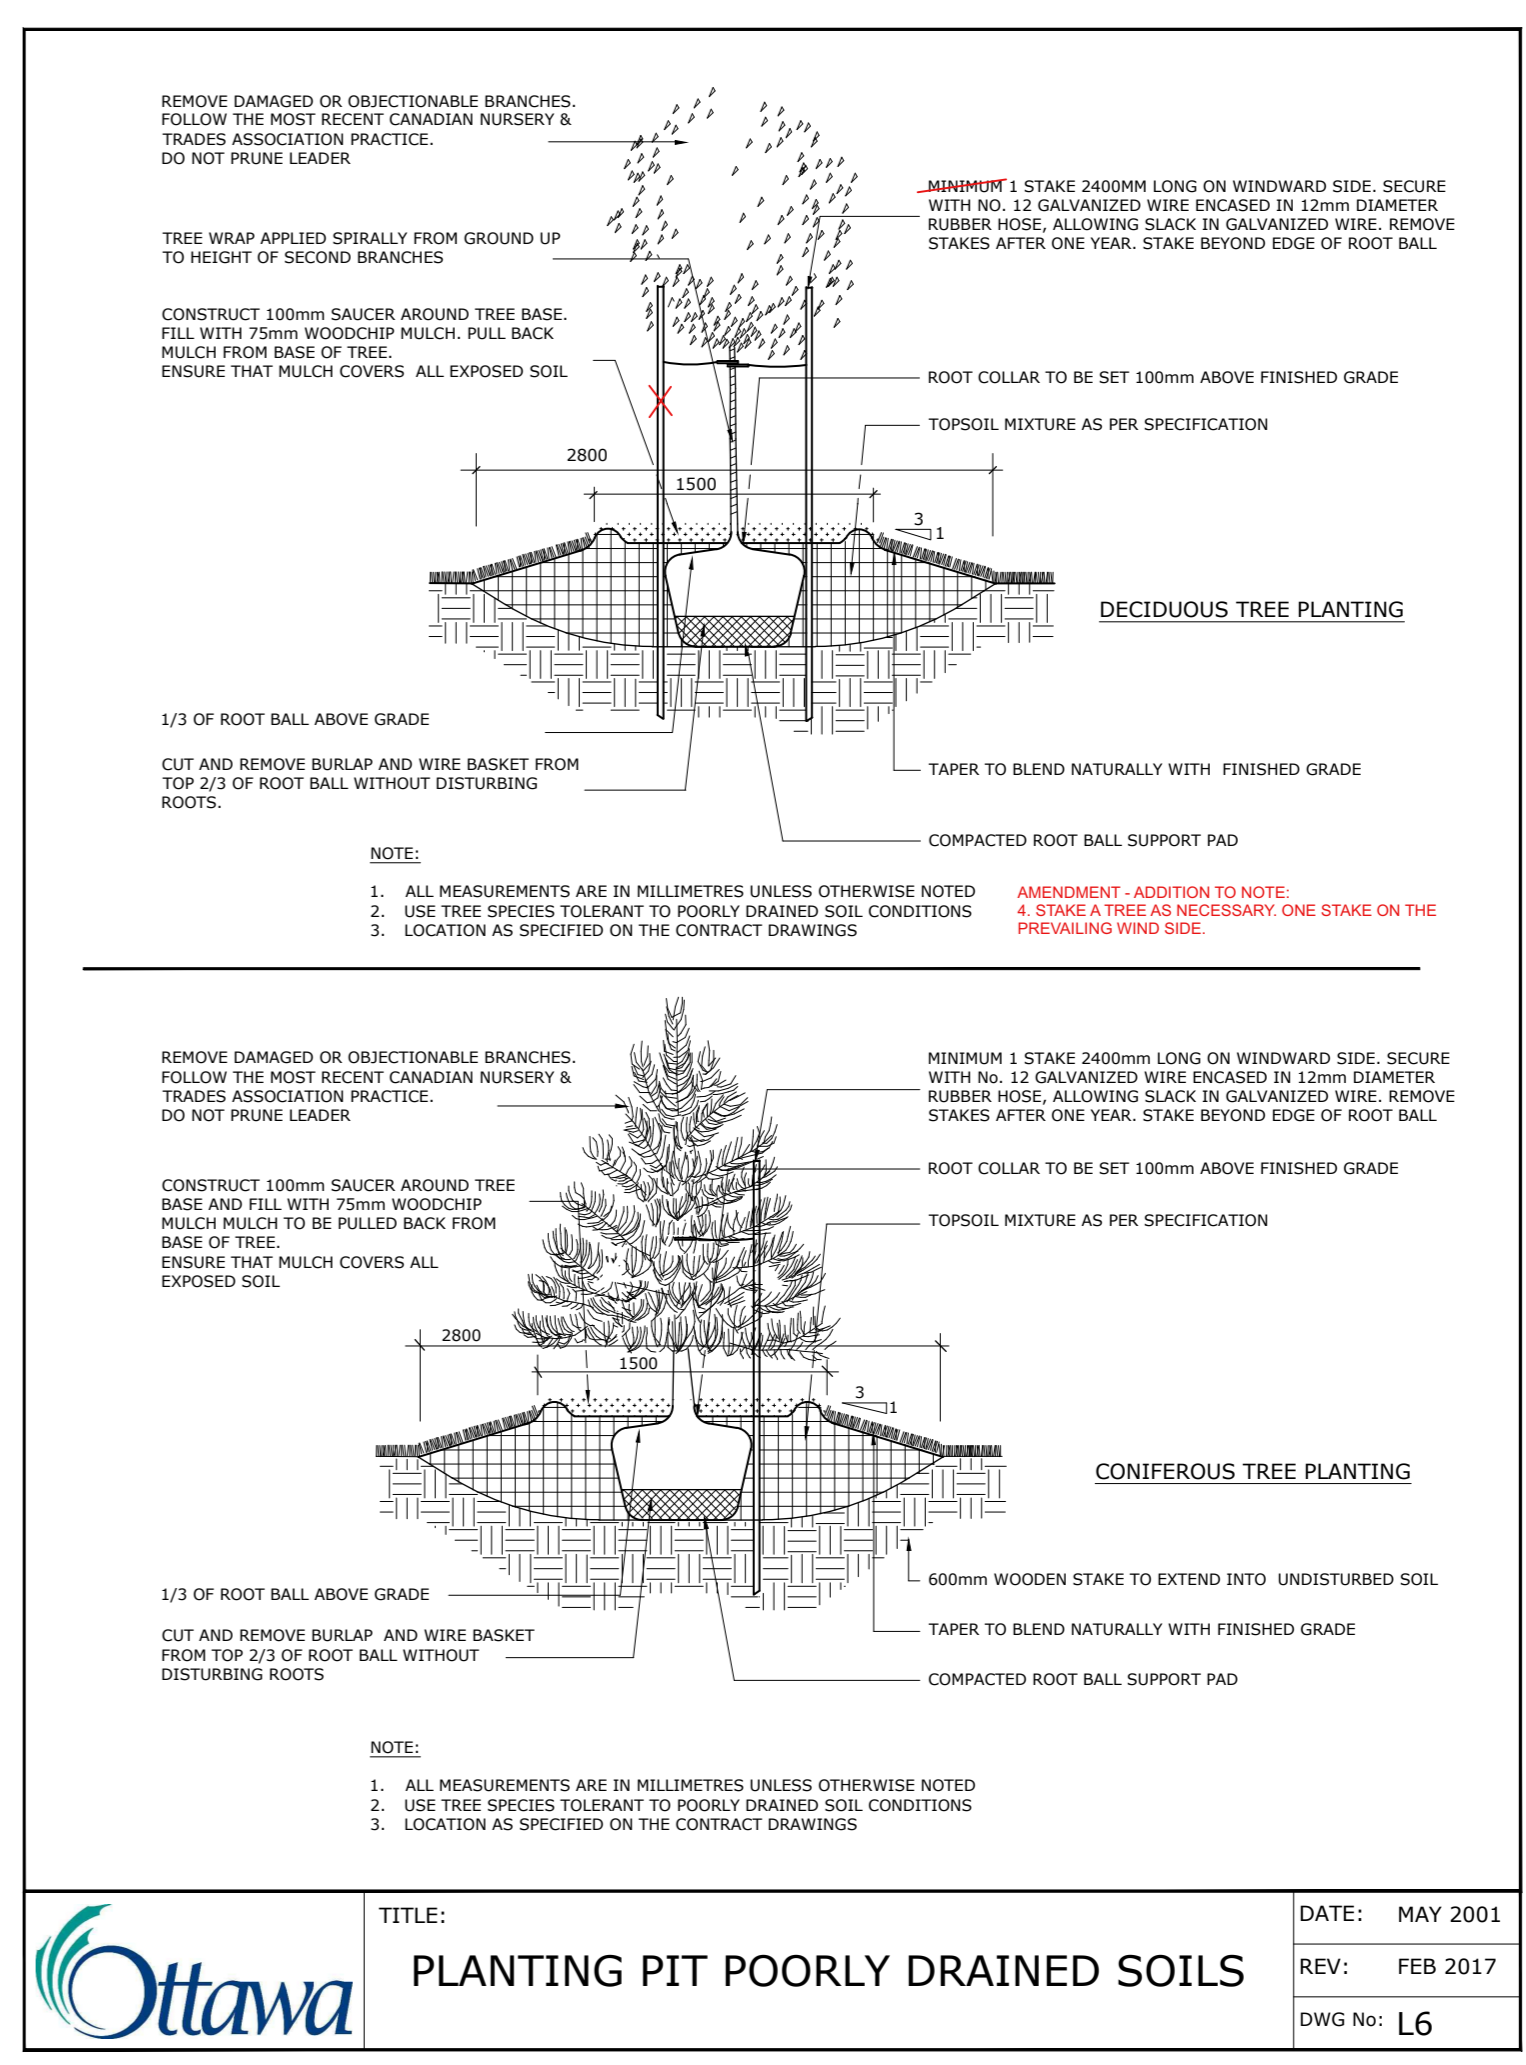 REMOVE DAMAGED OR OBJECTIONABLE BRANCHES.
FOLLOW THE MOST RECENT CANADIAN NURSERY &
TRADES ASSOCIATION PRACTICE.
DO NOT PRUNE LEADER
MINIMUM 1 STAKE 2400MM LONG ON WINDWARD SIDE. SECURE
WITH NO. 12 GALVANIZED WIRE ENCASED IN 12mm DIAMETER
RUBBER HOSE, ALLOWING SLACK IN GALVANIZED WIRE. REMOVE
STAKES AFTER ONE YEAR. STAKE BEYOND EDGE OF ROOT BALL
TREE WRAP APPLIED SPIRALLY FROM GROUND UP
TO HEIGHT OF SECOND BRANCHES
CONSTRUCT 100mm SAUCER AROUND TREE BASE.
FILL WITH 75mm WOODCHIP MULCH. PULL BACK
MULCH FROM BASE OF TREE.
ENSURE THAT MULCH COVERS ALL EXPOSED SOIL
ROOT COLLAR TO BE SET 100mm ABOVE FINISHED GRADE
TOPSOIL MIXTURE AS PER SPECIFICATION
2800
1500
3
1
DECIDUOUS TREE PLANTING
1/3 OF ROOT BALL ABOVE GRADE
CUT AND REMOVE BURLAP AND WIRE BASKET FROM
TOP 2/3 OF ROOT BALL WITHOUT DISTURBING
ROOTS.
TAPER TO BLEND NATURALLY WITH FINISHED GRADE
COMPACTED ROOT BALL SUPPORT PAD
NOTE:
1. ALL MEASUREMENTS ARE IN MILLIMETRES UNLESS OTHERWISE NOTED
2. USE TREE SPECIES TOLERANT TO POORLY DRAINED SOIL CONDITIONS
3. LOCATION AS SPECIFIED ON THE CONTRACT DRAWINGS
AMENDMENT - ADDITION TO NOTE:
4. STAKE A TREE AS NECESSARY. ONE STAKE ON THE
PREVAILING WIND SIDE.
REMOVE DAMAGED OR OBJECTIONABLE BRANCHES.
FOLLOW THE MOST RECENT CANADIAN NURSERY &
TRADES ASSOCIATION PRACTICE.
DO NOT PRUNE LEADER
MINIMUM 1 STAKE 2400mm LONG ON WINDWARD SIDE. SECURE
WITH No. 12 GALVANIZED WIRE ENCASED IN 12mm DIAMETER
RUBBER HOSE, ALLOWING SLACK IN GALVANIZED WIRE. REMOVE
STAKES AFTER ONE YEAR. STAKE BEYOND EDGE OF ROOT BALL
CONSTRUCT 100mm SAUCER AROUND TREE
BASE AND FILL WITH 75mm WOODCHIP
MULCH MULCH TO BE PULLED BACK FROM
BASE OF TREE.
ENSURE THAT MULCH COVERS ALL
EXPOSED SOIL
ROOT COLLAR TO BE SET 100mm ABOVE FINISHED GRADE
TOPSOIL MIXTURE AS PER SPECIFICATION
2800
1500
3
1
CONIFEROUS TREE PLANTING
1/3 OF ROOT BALL ABOVE GRADE
CUT AND REMOVE BURLAP AND WIRE BASKET
FROM TOP 2/3 OF ROOT BALL WITHOUT
DISTURBING ROOTS
600mm WOODEN STAKE TO EXTEND INTO UNDISTURBED SOIL
TAPER TO BLEND NATURALLY WITH FINISHED GRADE
COMPACTED ROOT BALL SUPPORT PAD
NOTE:
1. ALL MEASUREMENTS ARE IN MILLIMETRES UNLESS OTHERWISE NOTED
2. USE TREE SPECIES TOLERANT TO POORLY DRAINED SOIL CONDITIONS
3. LOCATION AS SPECIFIED ON THE CONTRACT DRAWINGS
Ottawa
TITLE:
PLANTING PIT POORLY DRAINED SOILS
DATE: MAY 2001
REV: FEB 2017
DWG No: L6